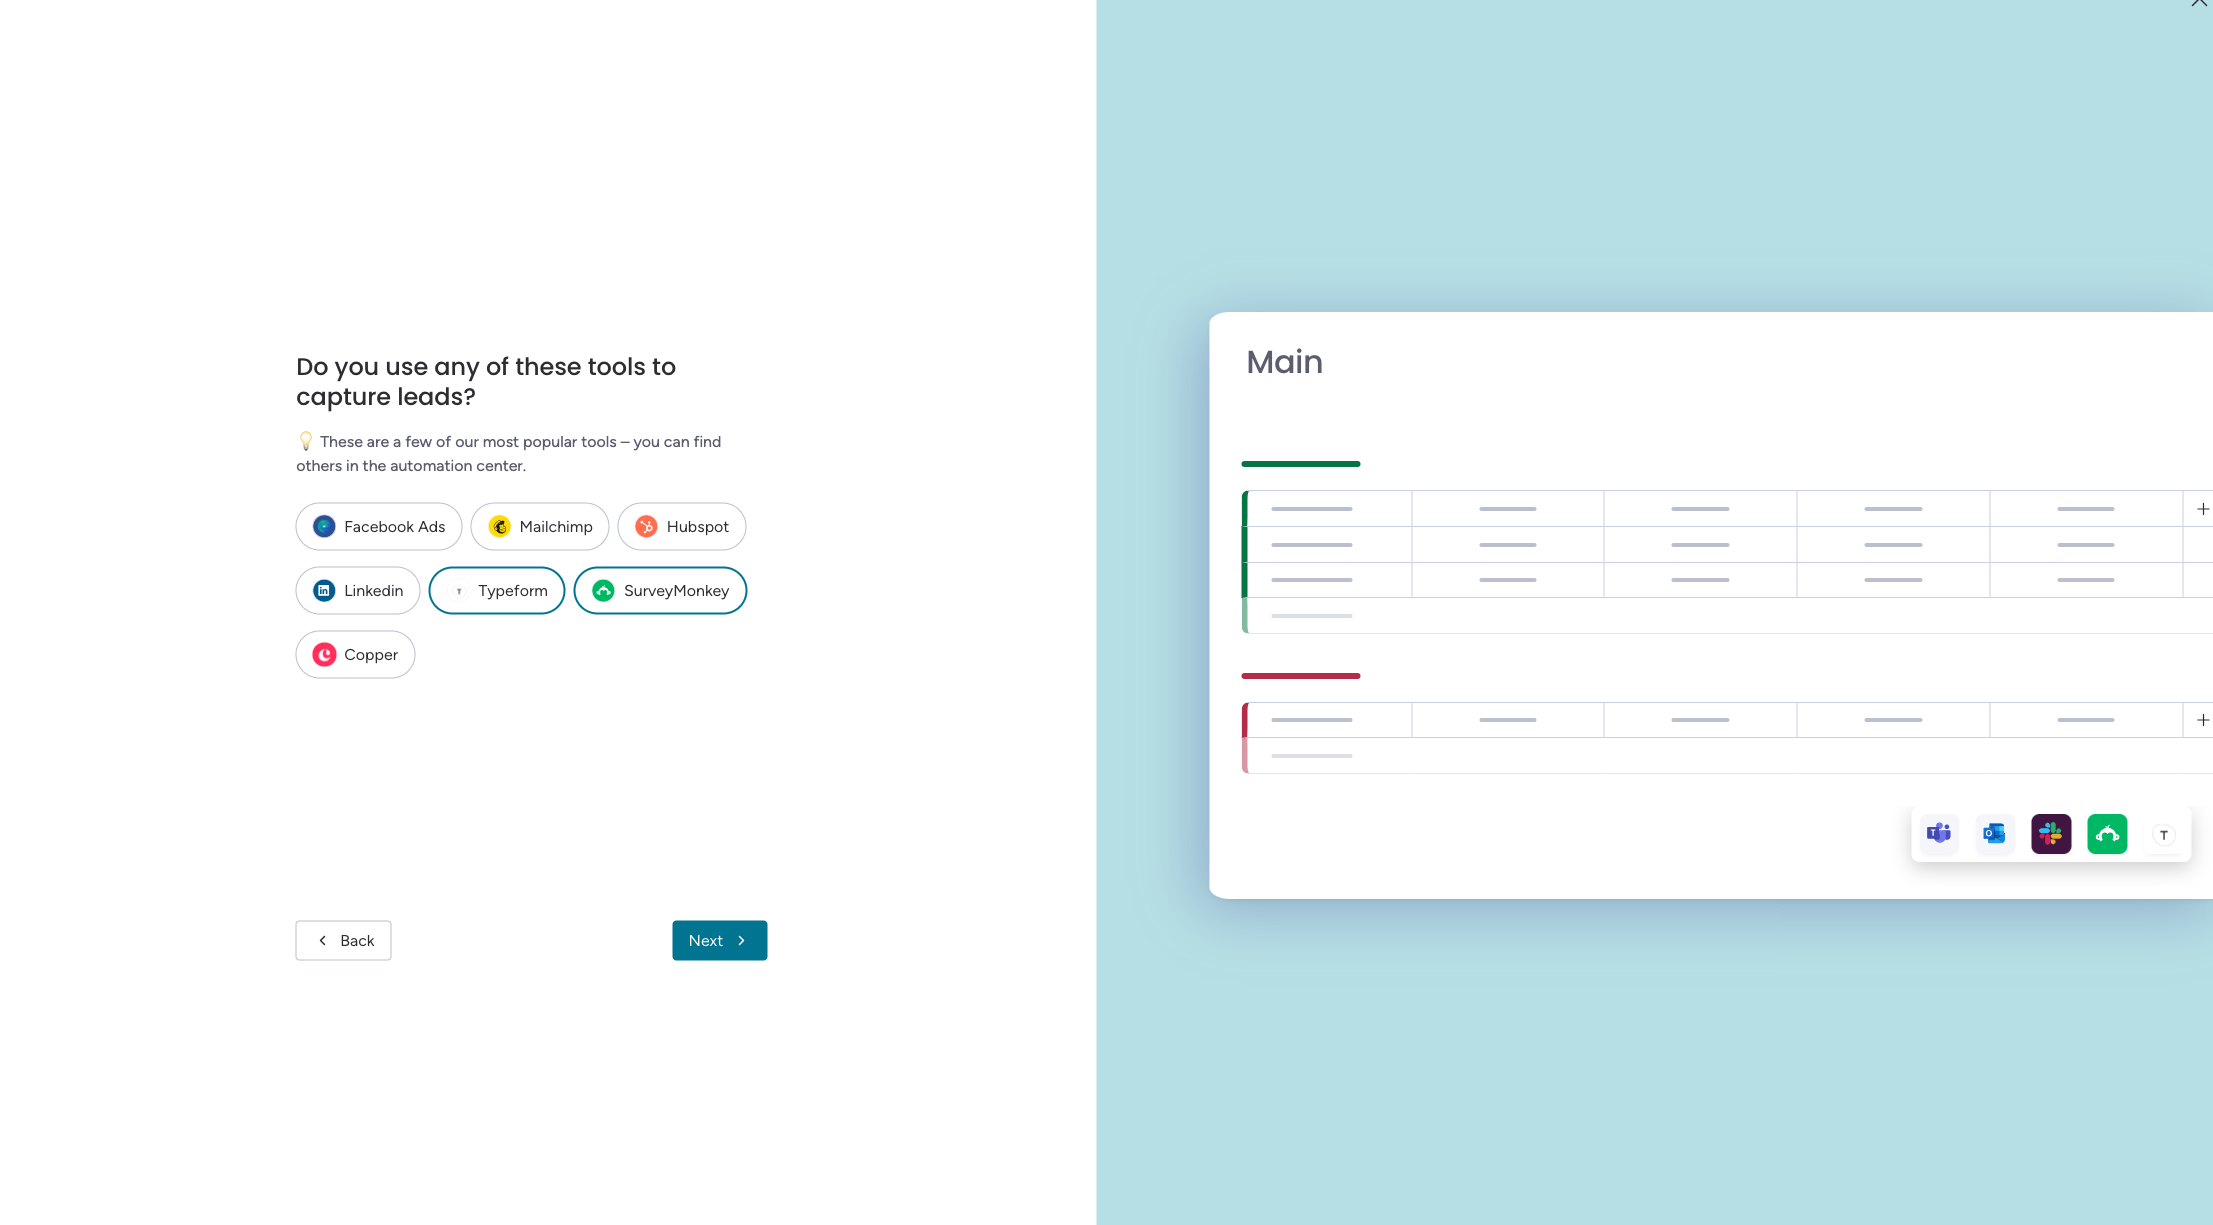 Do you use any of these tools to
capture leads?
💡 These are a few of our most popular tools – you can find
others in the automation center.
Facebook Ads
Mailchimp
Hubspot
Linkedin
Typeform
SurveyMonkey
Copper
Back
Next
Main